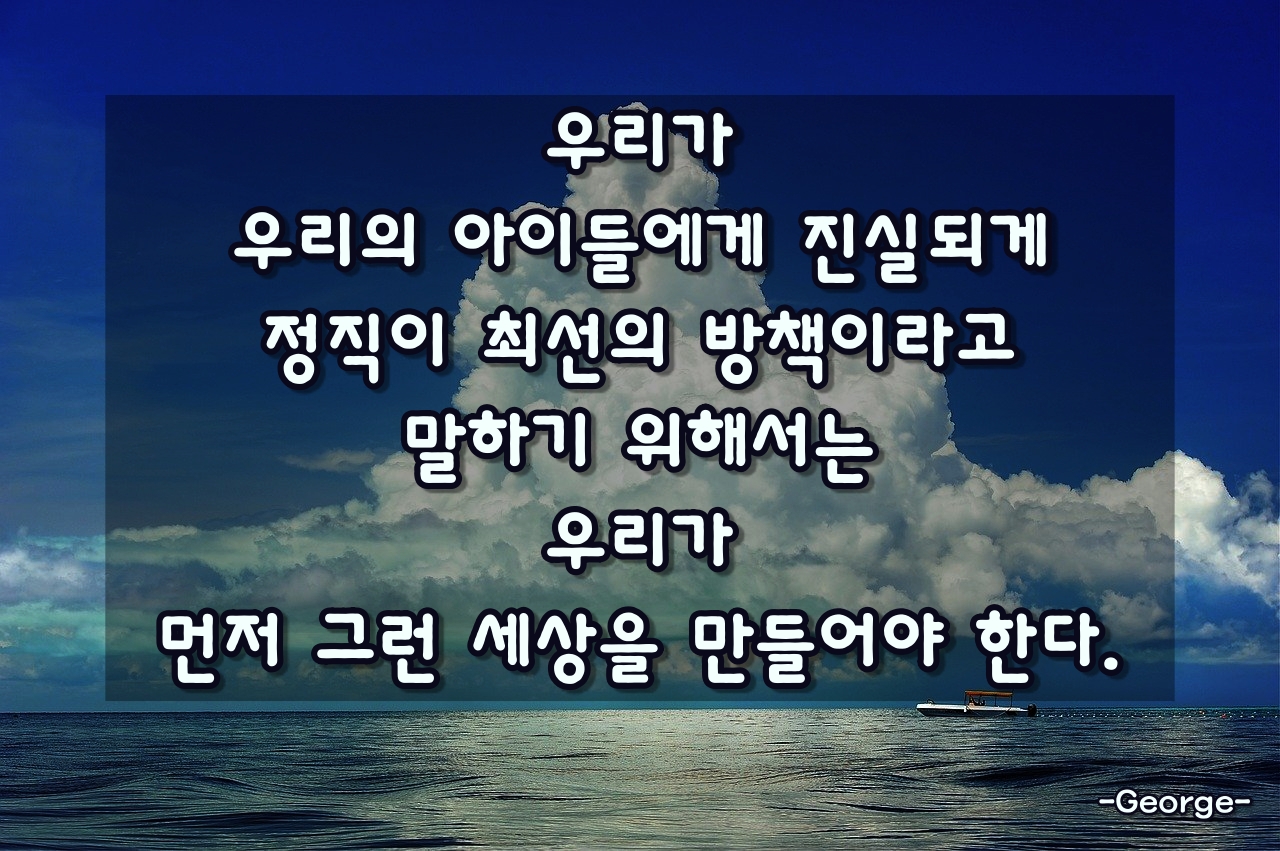 우리가
우리의 아이들에게 진실되게
정직이 최선의 방책이라고
말하기 위해서는
우리가
먼저 그런 세상을 만들어야 한다.
-George-